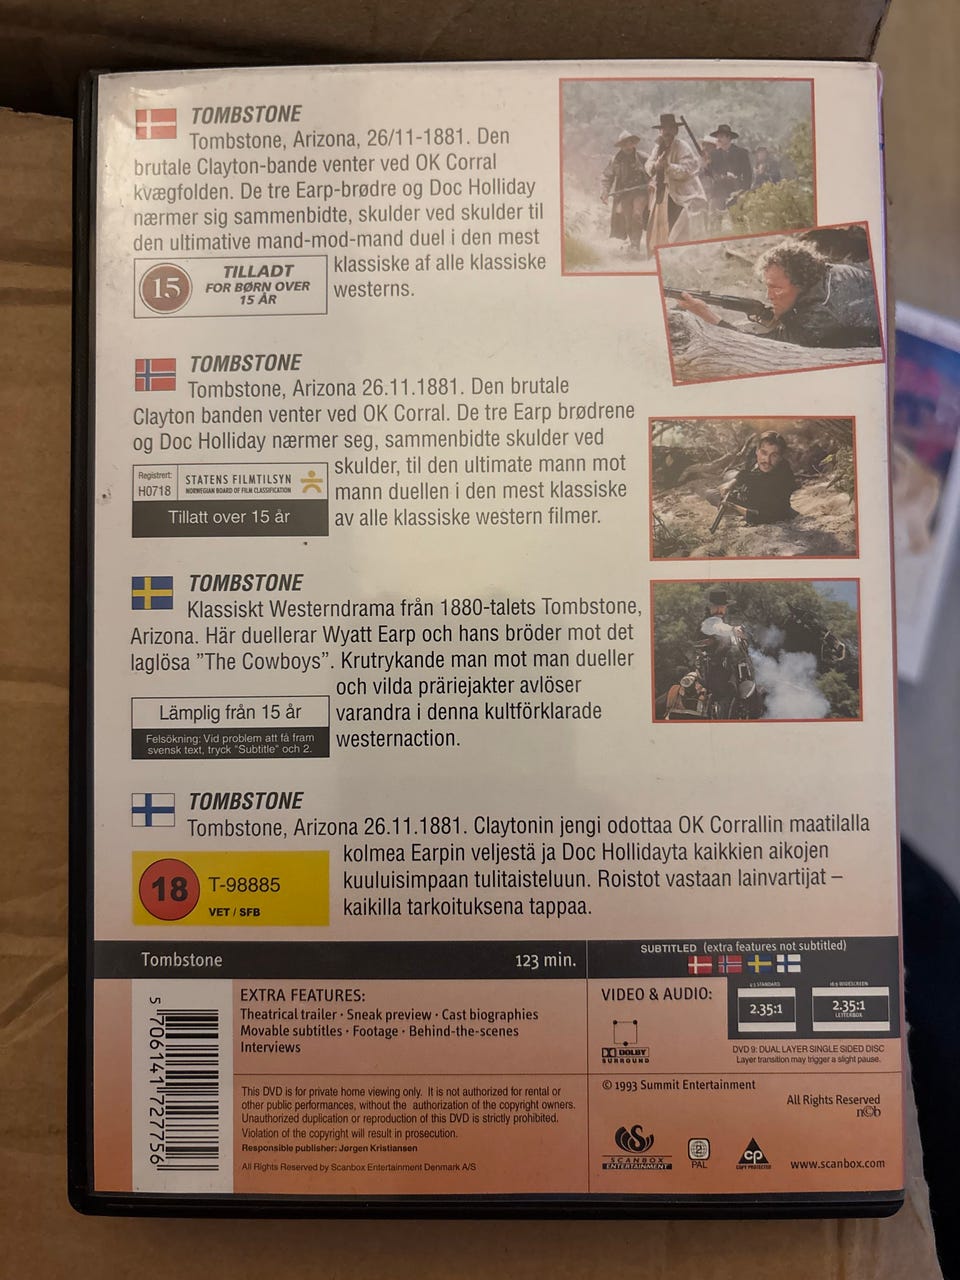 TOMBSTONE
Tombstone, Arizona, 26/11-1881. Den
brutale Clayton-bande venter ved OK Corral
kvægfolden. De tre Earp-brødre og Doc Holliday
nærmer sig sammenbidte, skulder ved skulder til
den ultimative mand-mod-mand duel i den mest
klassiske af alle klassiske
westerns.
15
TILLADT
FOR BØRN OVER
15 ÅR
TOMBSTONE
Tombstone, Arizona 26.11.1881. Den brutale
Clayton banden venter ved OK Corral. De tre Earp brødrene
og Doc Holliday nærmer seg, sammenbidte skulder ved
skulder, til den ultimate mann mot
mann duellen i den mest klassiske
av alle klassiske western filmer.
Registrert:
H0718
STATENS FILMTILSYN
NORWEGIAN BOARD OF FILM CLASSIFICATION
Tillatt over 15 år
TOMBSTONE
Klassiskt Westerndrama från 1880-talets Tombstone,
Arizona. Här duellerar Wyatt Earp och hans bröder mot det
laglösa ”The Cowboys”. Krutrykande man mot man dueller
och vilda präriejakter avlöser
varandra i denna kultförklarade
westernaction.
Lämplig från 15 år
Felsökning: Vid problem att få fram
svensk text, tryck "Subtitle" och 2.
TOMBSTONE
Tombstone, Arizona 26.11.1881. Claytonin jengi odottaa OK Corrallin maatilalla
kolmea Earpin veljestä ja Doc Hollidayta kaikkien aikojen
kuuluisimpaan tulitaisteluun. Roistot vastaan lainvartijat –
kaikilla tarkoituksena tappaa.
18
T-98885
VET / SFB
Tombstone
123 min.
SUBTITLED (extra features not subtitled)
5 706141 727756
EXTRA FEATURES:
Theatrical trailer · Sneak preview · Cast biographies
Movable subtitles · Footage · Behind-the-scenes
Interviews
VIDEO & AUDIO:
DOLBY
SURROUND
4:3 STANDARD
2.35:1
16:9 WIDESCREEN
2.35:1
LETTERBOX
DVD 9: DUAL LAYER SINGLE SIDED DISC
Layer transition may trigger a slight pause.
This DVD is for private home viewing only. It is not authorized for rental or
other public performances, without the authorization of the copyright owners.
Unauthorized duplication or reproduction of this DVD is strictly prohibited.
Violation of the copyright will result in prosecution.
Responsible publisher: Jørgen Kristiansen
All Rights Reserved by Scanbox Entertainment Denmark A/S
© 1993 Summit Entertainment
All Rights Reserved
n©b
SCANBOX
ENTERTAINMENT
2
PAL
cp
COPY PROTECTED
www.scanbox.com